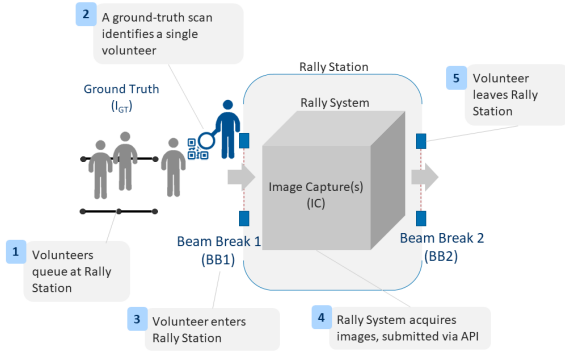 2
A ground-truth scan
identifies a single
volunteer
Rally Station
5
Volunteer
leaves Rally
Station
Ground Truth
(IGT)
Rally System
Image Capture(s)
(IC)
Beam Break 1
(BB1)
Beam Break 2
(BB2)
1
Volunteers
queue at Rally
Station
3
Volunteer enters
Rally Station
4
Rally System acquires
images, submitted via API